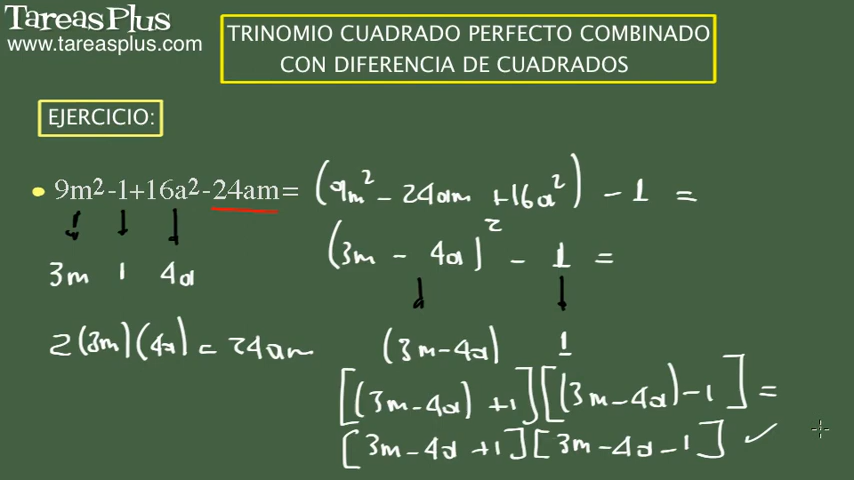 TareasPlus
www.tareasplus.com
TRINOMIO CUADRADO PERFECTO COMBINADO
CON DIFERENCIA DE CUADRADOS
EJERCICIO:
9m²-1+16a²-24am= (9m² - 24am +16a²) - 1 =
(3m - 4a)² - 1 =
3m 1 4a
2(3m)(4a) = 24am (3m-4a) 1
[(3m-4a) +1][(3m-4a)-1] =
[3m-4a +1][3m-4a-1] ✓